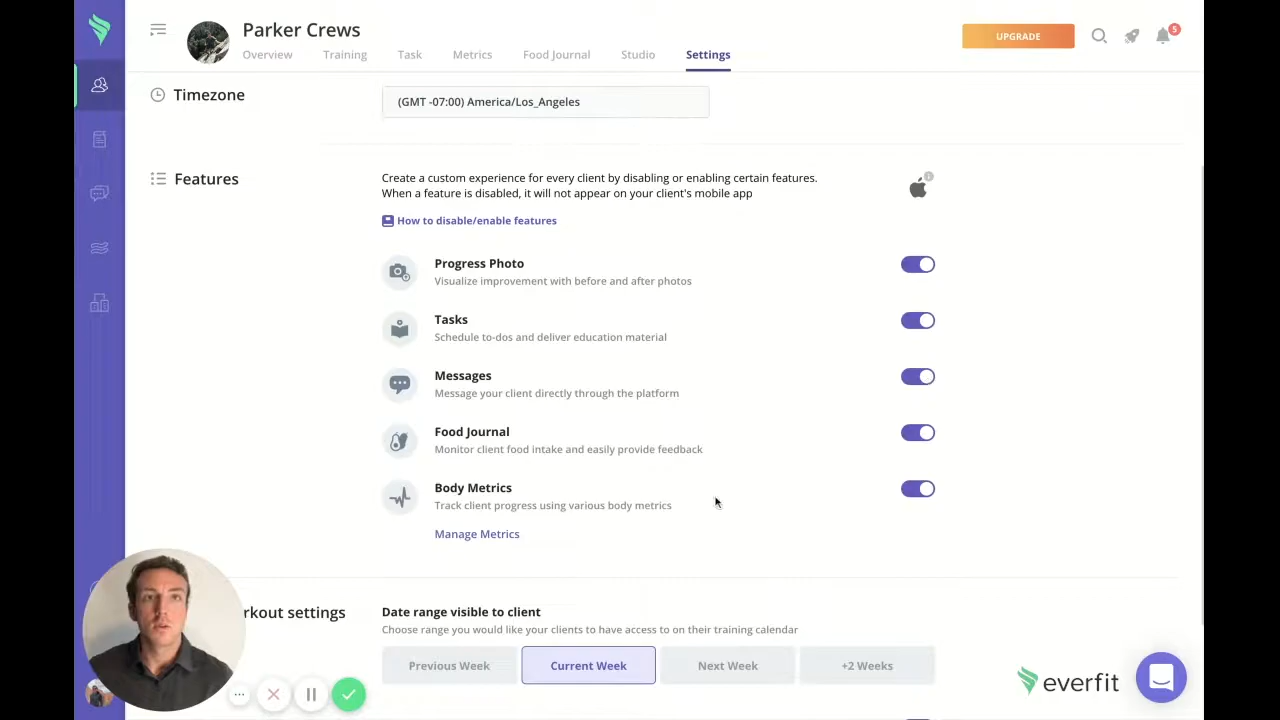 Parker Crews
UPGRADE
5
Overview Training Task Metrics Food Journal Studio Settings
Timezone
(GMT -07:00) America/Los_Angeles
Features
Create a custom experience for every client by disabling or enabling certain features.
When a feature is disabled, it will not appear on your client's mobile app
How to disable/enable features
Progress Photo
Visualize improvement with before and after photos
Tasks
Schedule to-dos and deliver education material
Messages
Message your client directly through the platform
Food Journal
Monitor client food intake and easily provide feedback
Body Metrics
Track client progress using various body metrics
Manage Metrics
rkout settings
Date range visible to client
Choose range you would like your clients to have access to on their training calendar
Previous Week Current Week Next Week +2 Weeks
everfit